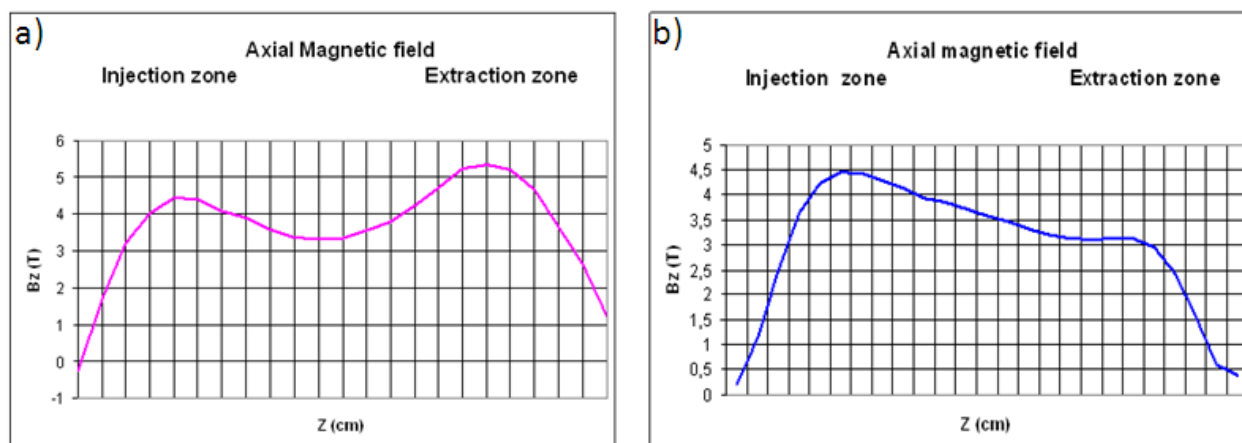 a)
Axial Magnetic field
Injection zone
Extraction zone
6
5
4
3
2
1
0
-1
Bz (T)
Z (cm)
b)
Axial magnetic field
Injection zone
Extraction zone
5
4,5
4
3,5
3
2,5
2
1,5
1
0,5
0
Bz (T)
Z (cm)